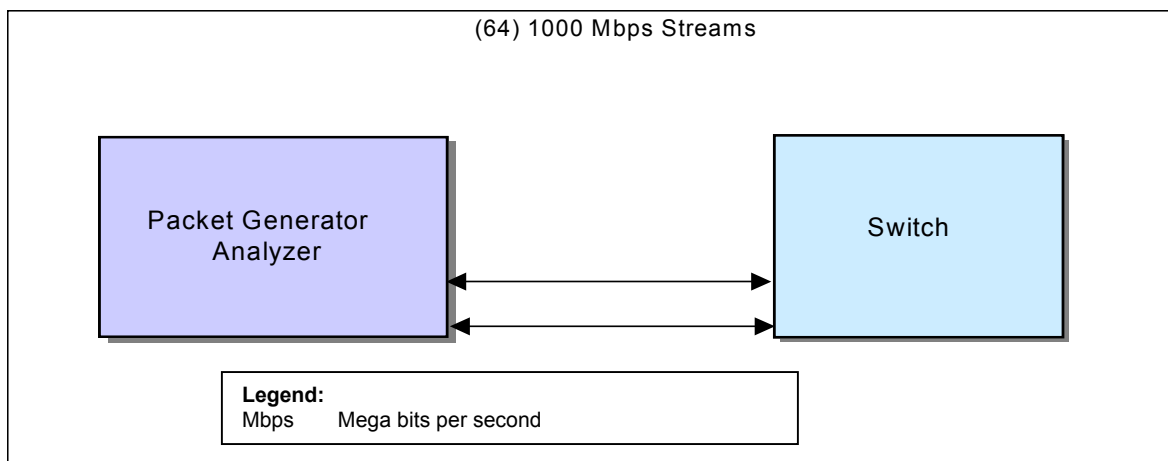 (64) 1000 Mbps Streams
Packet Generator
Analyzer
Switch
Legend:
Mbps Mega bits per second